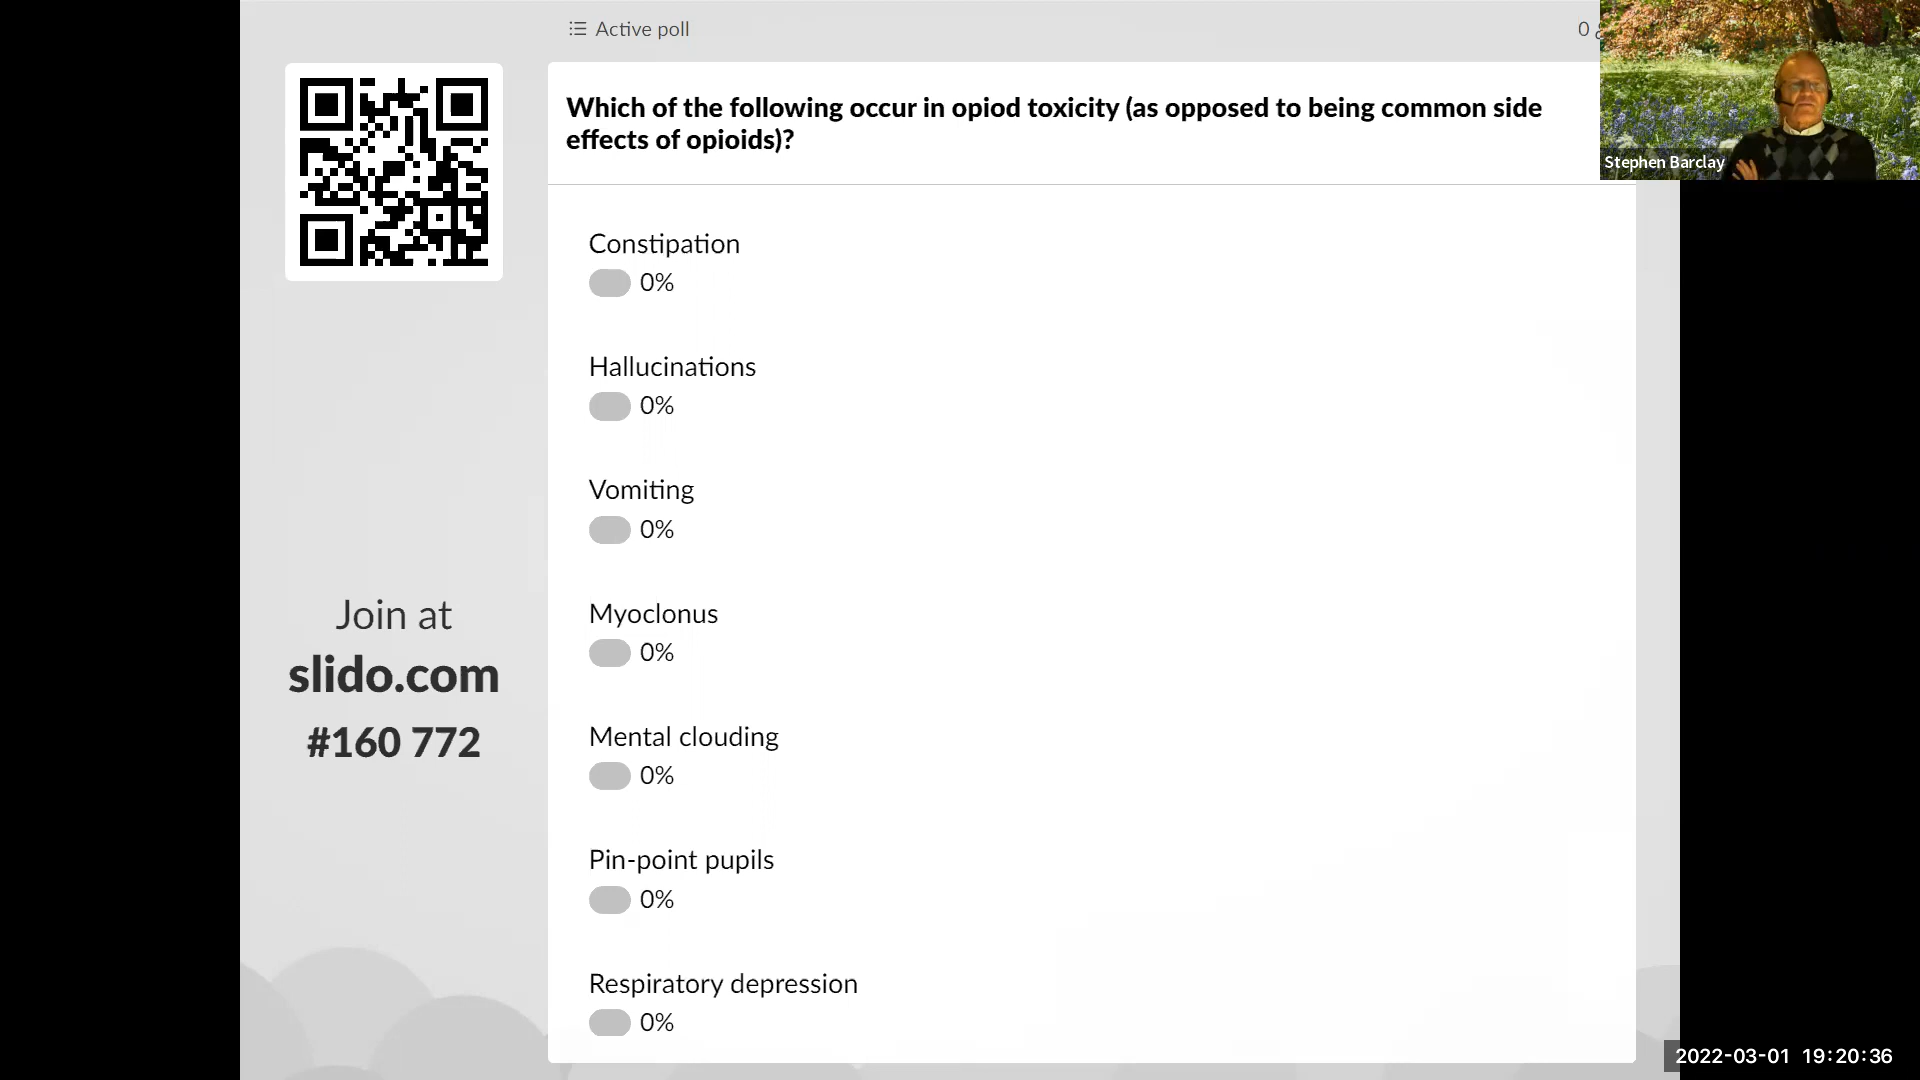 Active poll
0
Which of the following occur in opiod toxicity (as opposed to being common side
effects of opioids)?
Stephen Barclay
Constipation
0%
Hallucinations
0%
Vomiting
0%
Myoclonus
0%
Mental clouding
0%
Pin-point pupils
0%
Respiratory depression
0%
Join at
slido.com
#160 772
2022-03-01 19:20:36